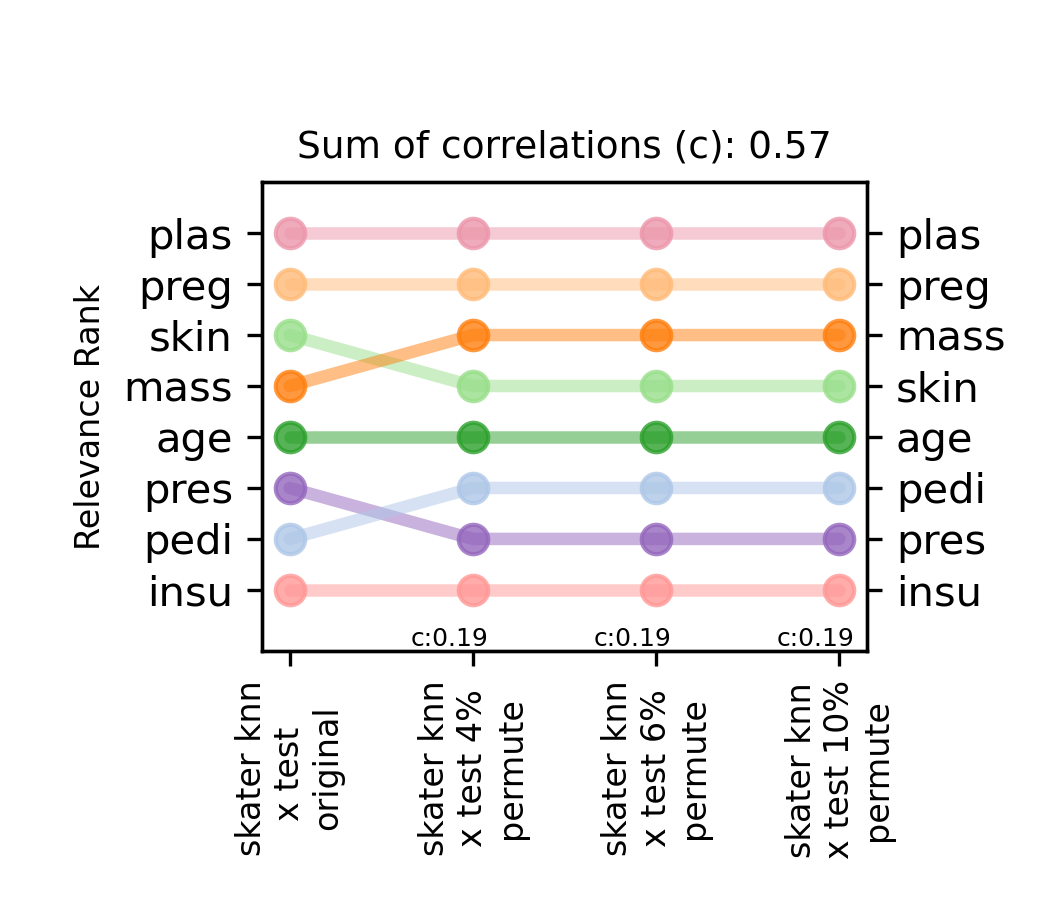 Sum of correlations (c): 0.57
Relevance Rank
plas
preg
skin
mass
age
pres
pedi
insu
plas
preg
mass
skin
age
pedi
pres
insu
c:0.19
c:0.19
c:0.19
skater knn
x test
original
skater knn
x test 4%
permute
skater knn
x test 6%
permute
skater knn
x test 10%
permute